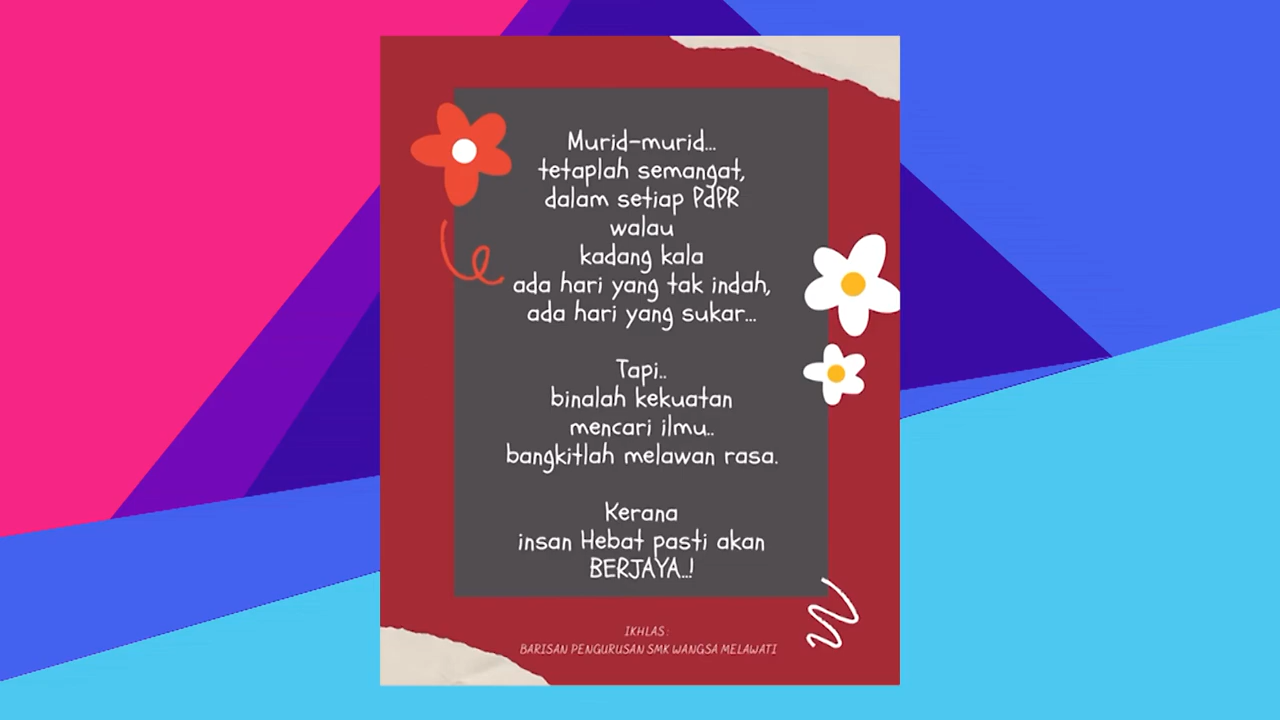 Murid-murid...
tetaplah semangat,
dalam setiap PdPR
walau
kadang kala
ada hari yang tak indah,
ada hari yang sukar...
Tapi..
binalah kekuatan
mencari ilmu..
bangkitlah melawan rasa.
Kerana
insan Hebat pasti akan
BERJAYA..!
IKHLAS:
BARISAN PENGURUSAN SMK WANGSA MELAWATI